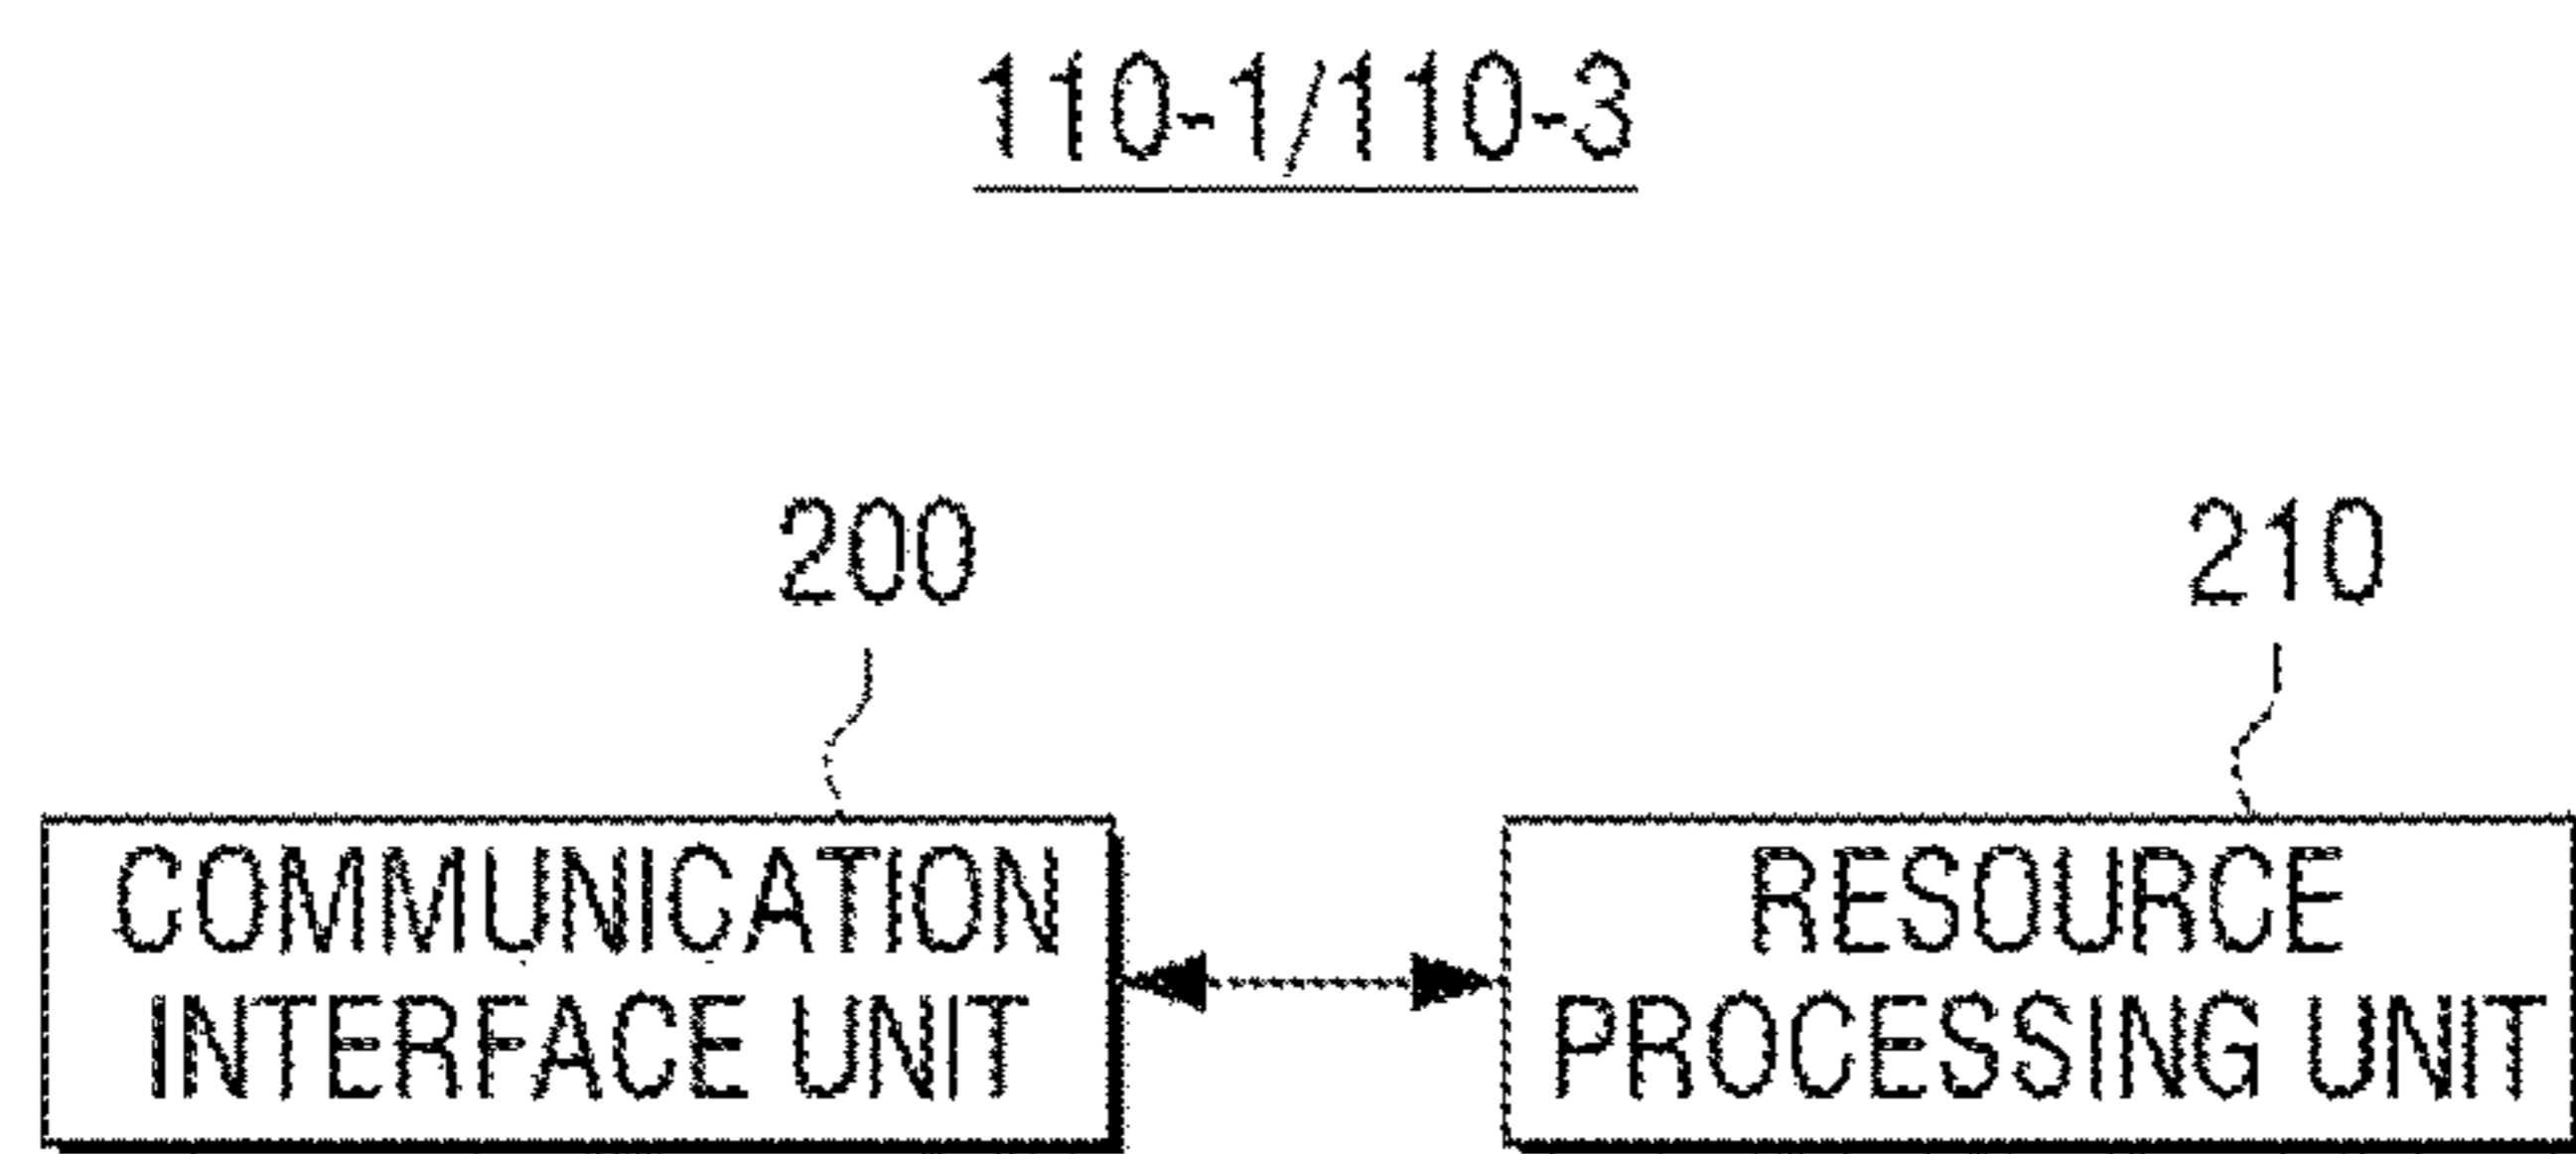 110-1/110-3
200
210
COMMUNICATION
INTERFACE UNIT
RESOURCE
PROCESSING UNIT